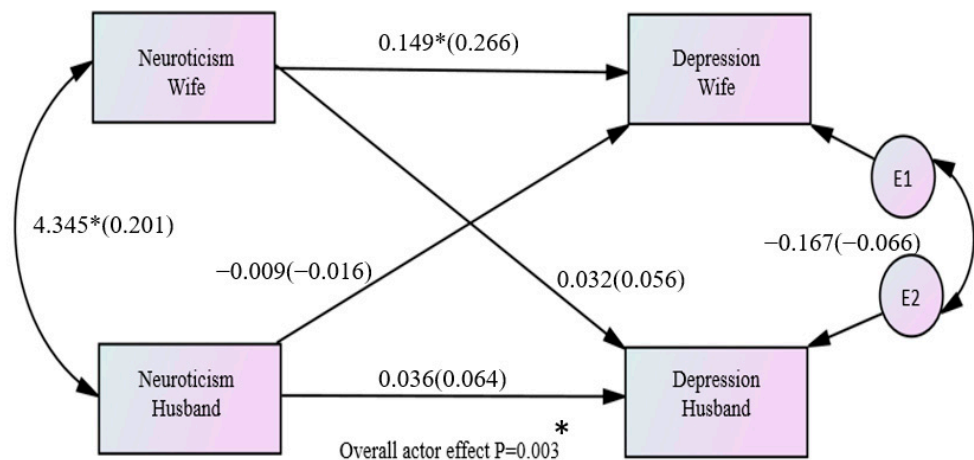 0.149*(0.266)
Neuroticism
Wife
Depression
Wife
E1
4.345*(0.201)
−0.167(−0.066)
−0.009(−0.016)
0.032(0.056)
E2
Neuroticism
Husband
0.036(0.064)
Depression
Husband
Overall actor effect P=0.003*